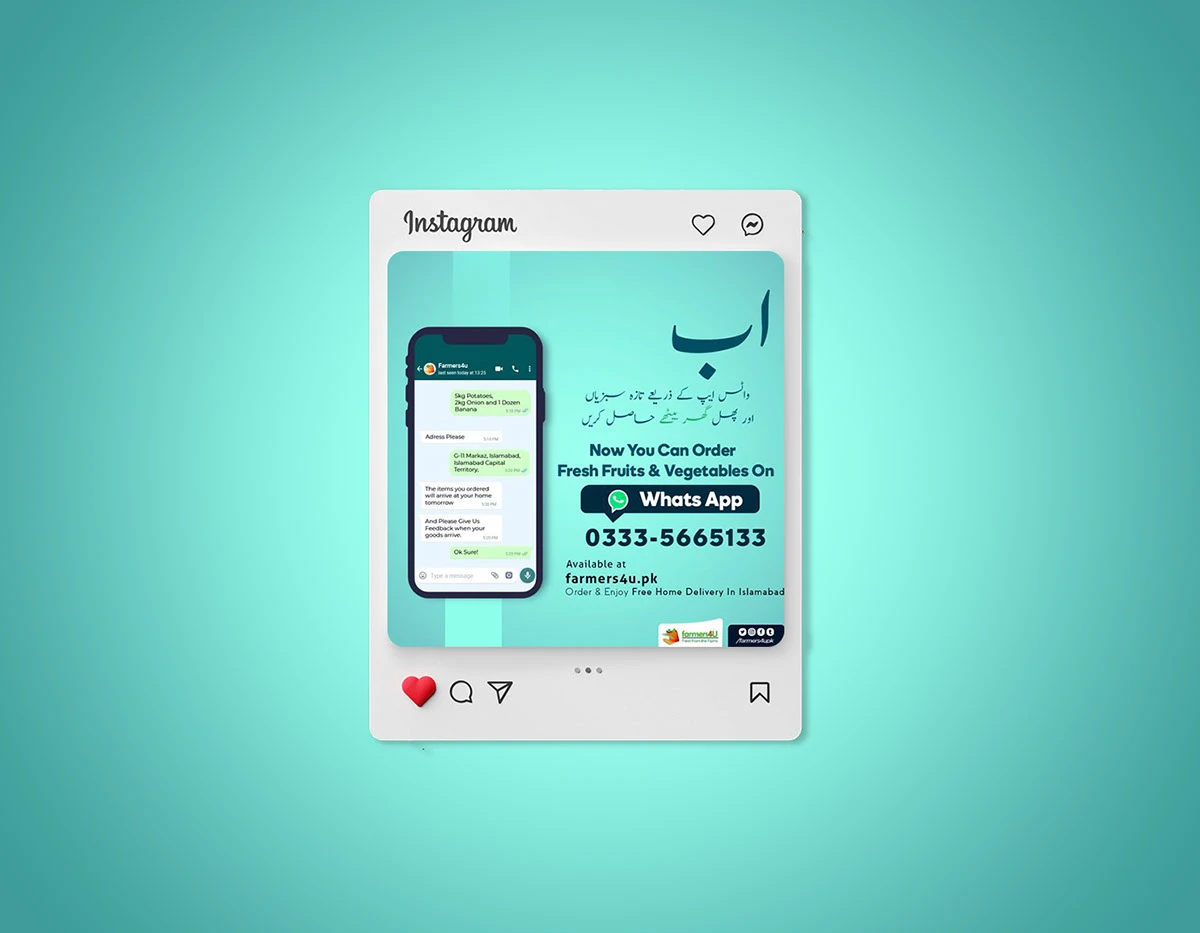 Instagram
Farmers4u
last seen today at 13:25
5kg Potatoes,
2kg Onion and 1 Dozen
Banana
Adress Please
G-11 Markaz, Islamabad,
Islamabad Capital
Territory,
The items you ordered
will arrive at your home
tomorrow
And Please Give Us
Feedback when your
goods arrive.
Ok Sure!
Type a message
اب
واٹس ایپ کے ذریعے تازہ سبزیاں
اور پھل گھر بیٹھے حاصل کریں
Now You Can Order
Fresh Fruits & Vegetables On
Whats App
0333-5665133
Available at
farmers4u.pk
Order & Enjoy Free Home Delivery In Islamabad
farmers4U
/farmers4upk